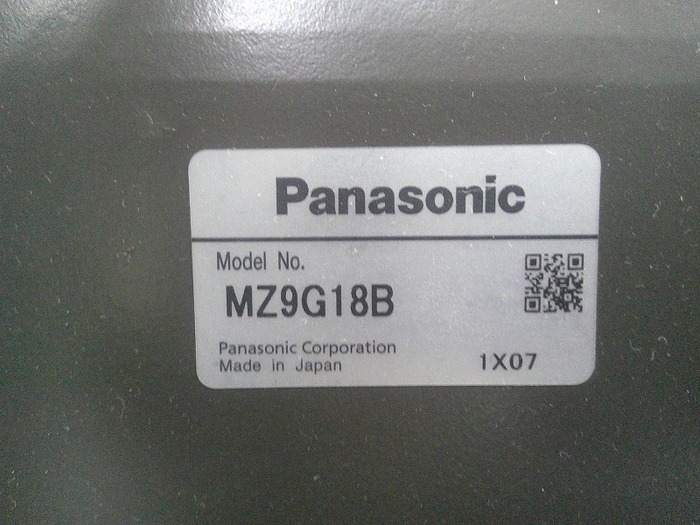 Panasonic
Model No.
MZ9G18B
Panasonic Corporation
Made in Japan
1X07